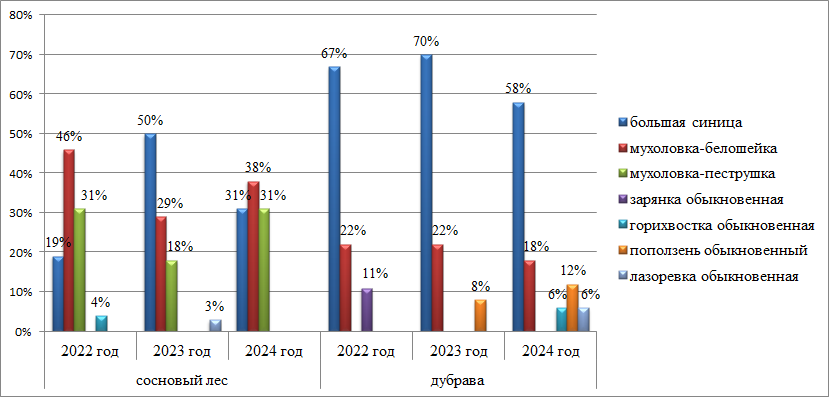 80%
70%
60%
50%
40%
30%
20%
10%
0%
19%
46%
31%
4%
50%
29%
18%
3%
31%
38%
31%
67%
22%
11%
70%
22%
8%
58%
18%
6%
12%
6%
2022 год
2023 год
2024 год
2022 год
2023 год
2024 год
сосновый лес
дубрава
большая синица
мухоловка-белошейка
мухоловка-пеструшка
зарянка обыкновенная
горихвостка обыкновенная
поползень обыкновенный
лазоревка обыкновенная